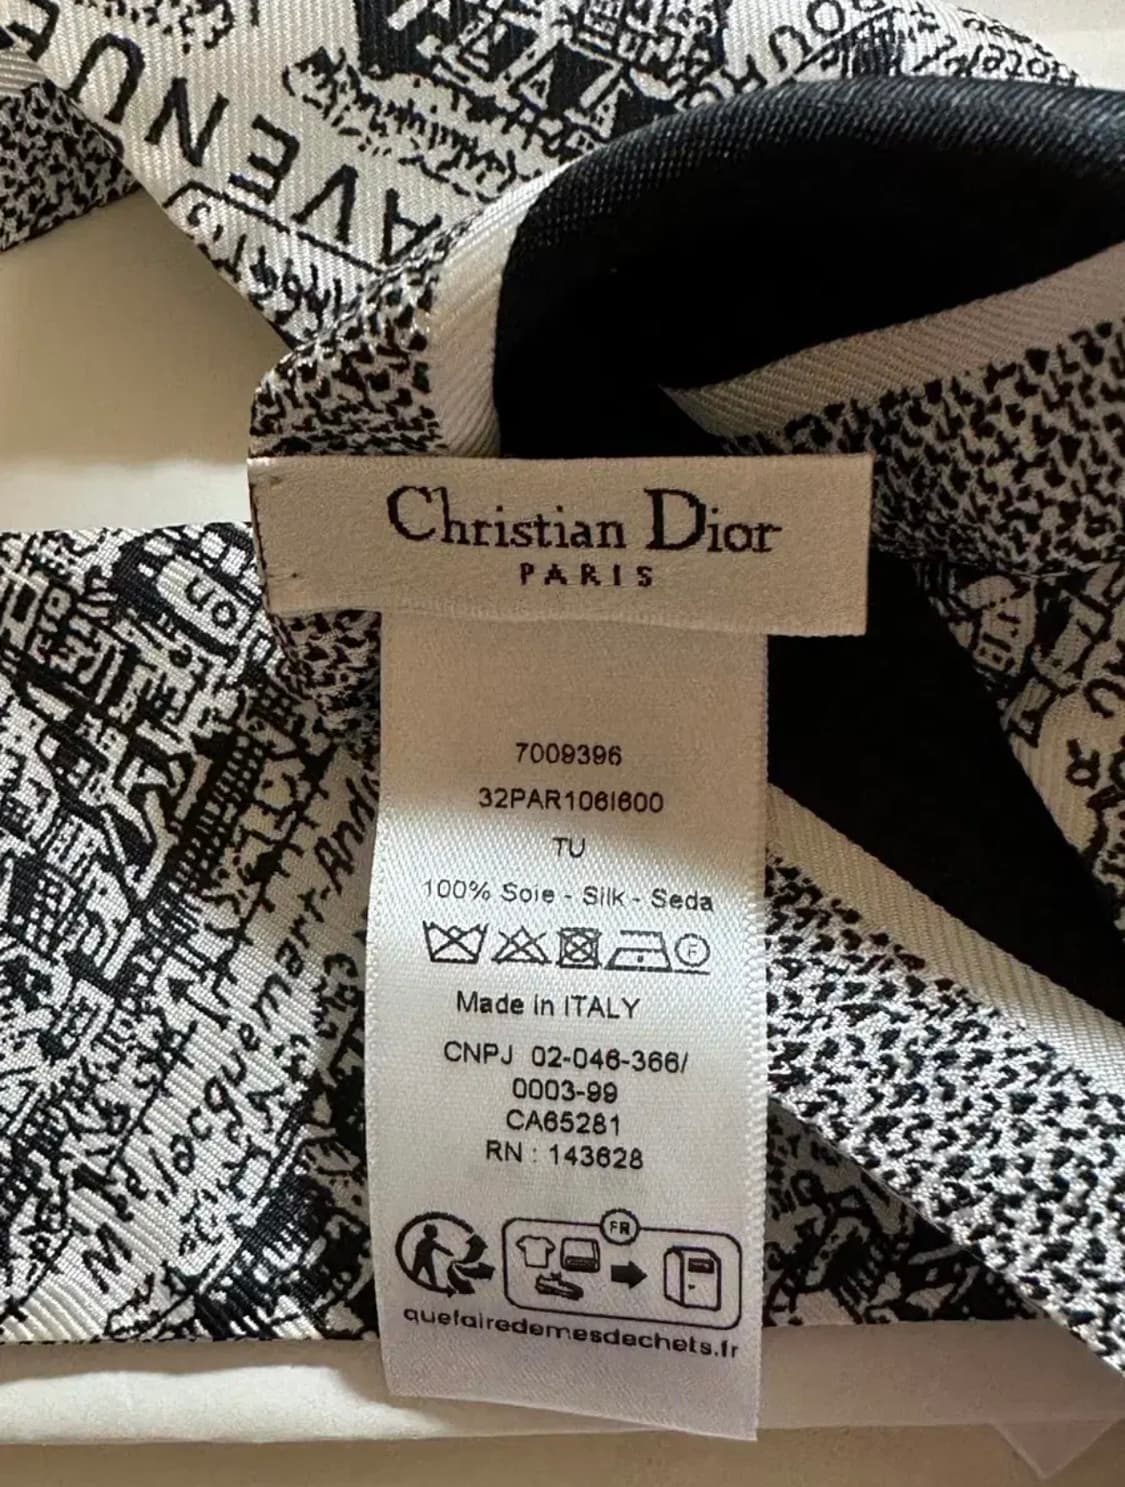 AVENUE
Christian Dior
PARIS
7009396
32PAR106I600
TU
100% Soie - Silk - Seda
F
Made in ITALY
CNPJ 02-046-366/
0003-99
CA65281
RN : 143628
FR
quefairedemesdechets.fr